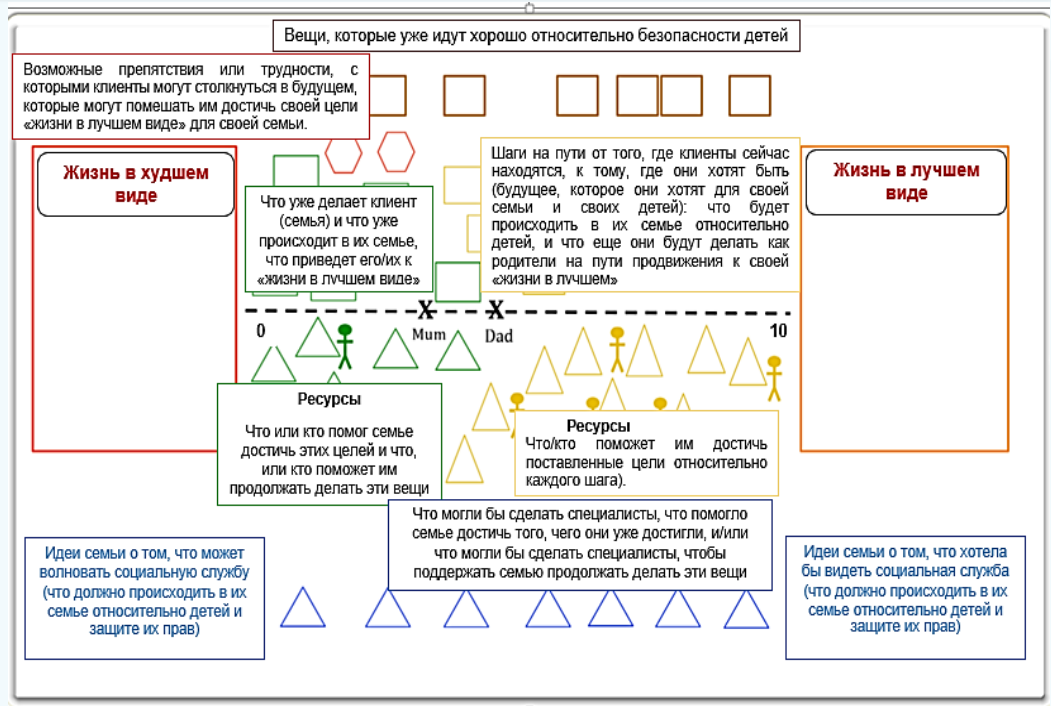 Вещи, которые уже идут хорошо относительно безопасности детей
Возможные препятствия или трудности, с
которыми клиенты могут столкнуться в будущем,
которые могут помешать им достичь своей цели
«жизни в лучшем виде» для своей семьи.
Жизнь в худшем
виде
Что уже делает клиент
(семья) и что уже
происходит в их семье,
что приведет его/их к
«жизни в лучшем виде»
Шаги на пути от того, где клиенты сейчас
находятся, к тому, где они хотят быть
(будущее, которое они хотят для своей
семьи и своих детей): что будет
происходить в их семье относительно
детей, и что еще они будут делать как
родители на пути продвижения к своей
«жизни в лучшем»
Жизнь в лучшем
виде
X X
0 Mum Dad 10
Ресурсы
Что или кто помог семье
достичь этих целей и что,
или кто поможет им
продолжать делать эти вещи
Ресурсы
Что/кто поможет им достичь
поставленные цели относительно
каждого шага).
Что могли бы сделать специалисты, что помогло
семье достичь того, чего они уже достигли, и/или
что могли бы сделать специалисты, чтобы
поддержать семью продолжать делать эти вещи
Идеи семьи о том, что может
волновать социальную службу
(что должно происходить в их
семье относительно детей и
защите их прав)
Идеи семьи о том, что хотела
бы видеть социальная служба
(что должно происходить в их
семье относительно детей и
защите их прав)